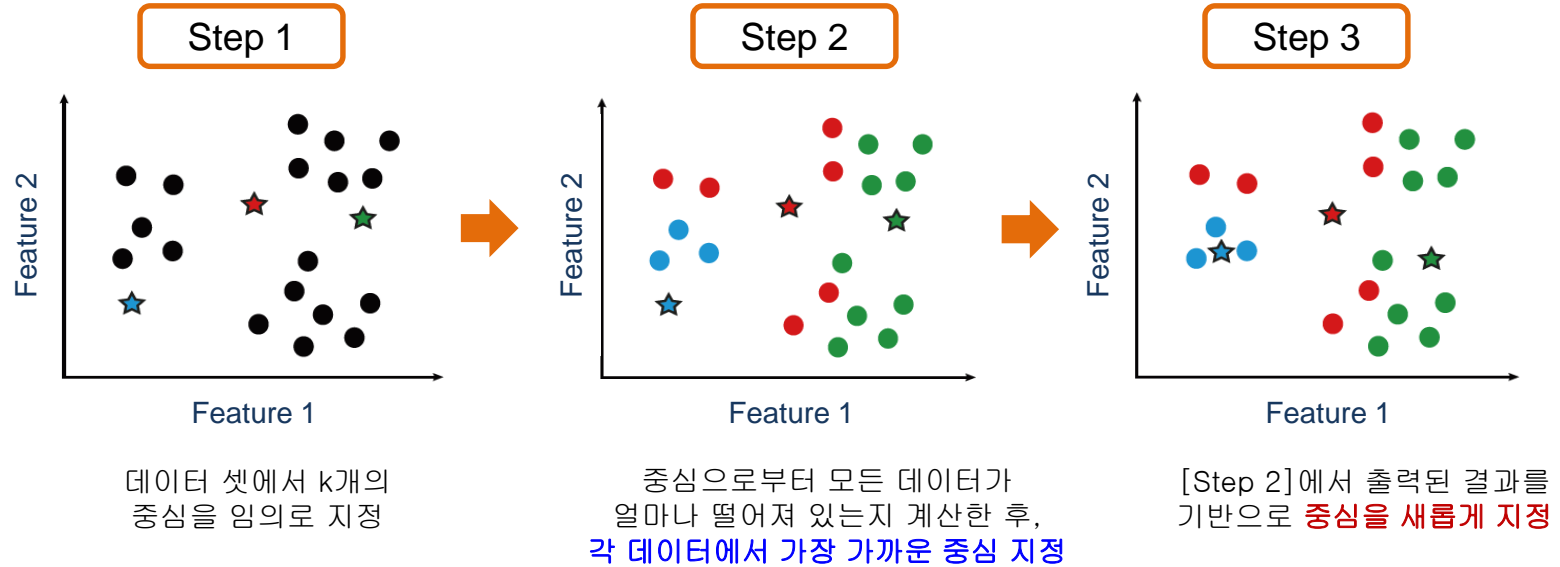 Step 1
Step 2
Step 3
Feature 2
Feature 1
Feature 2
Feature 1
Feature 2
Feature 1
데이터 셋에서 k개의
중심을 임의로 지정
중심으로부터 모든 데이터가
얼마나 떨어져 있는지 계산한 후,
각 데이터에서 가장 가까운 중심 지정
[Step 2]에서 출력된 결과를
기반으로 중심을 새롭게 지정